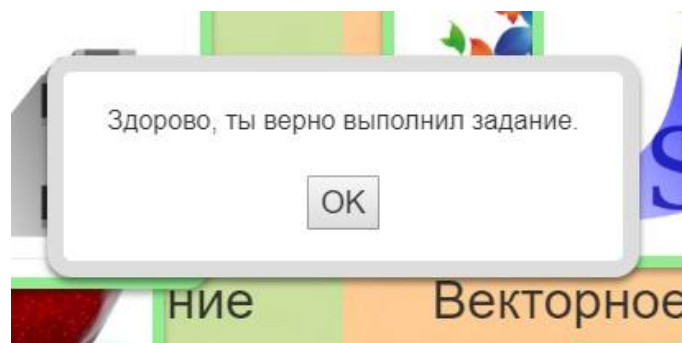 Здорово, ты верно выполнил задание.
OK
S
ние Векторное